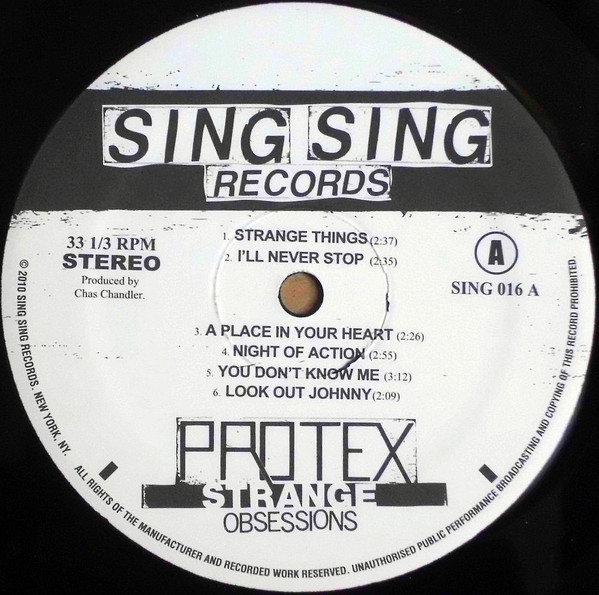 SING SING
RECORDS
33 1/3 RPM
STEREO
Produced by
Chas Chandler.
1. STRANGE THINGS (2:37)
2. I'LL NEVER STOP (2:35)
A
SING 016 A
3. A PLACE IN YOUR HEART (2:26)
4. NIGHT OF ACTION (2:55)
5. YOU DON'T KNOW ME (3:12)
6. LOOK OUT JOHNNY (2:09)
PROTEX
STRANGE
OBSESSIONS
© 2010 SING SING RECORDS. NEW YORK, NY. ALL RIGHTS OF THE MANUFACTURER AND RECORDED WORK RESERVED. UNAUTHORISED PUBLIC PERFORMANCE BROADCASTING AND COPYING OF THIS RECORD PROHIBITED.